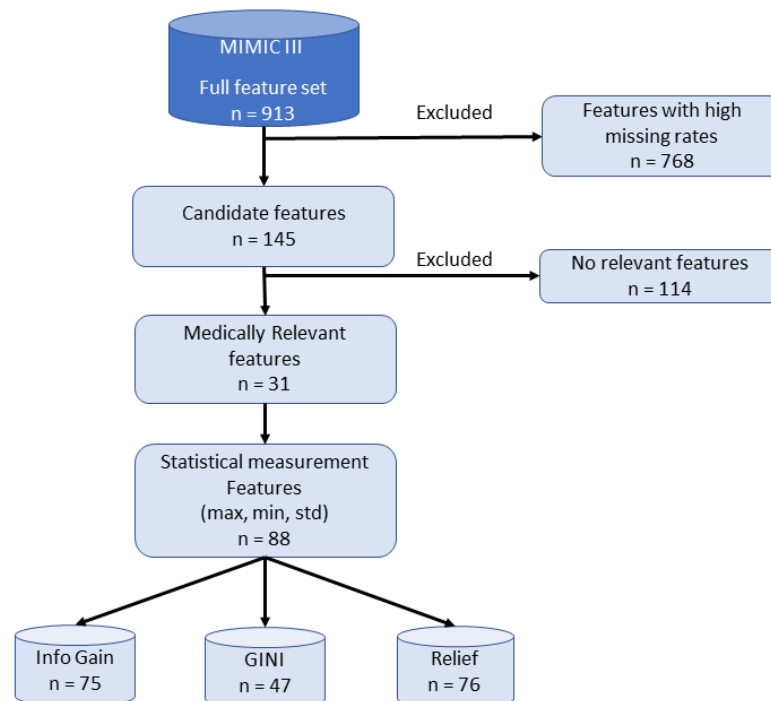 MIMIC III
Full feature set
n = 913
Excluded
Features with high
missing rates
n = 768
Candidate features
n = 145
Excluded
No relevant features
n = 114
Medically Relevant
features
n = 31
Statistical measurement
Features
(max, min, std)
n = 88
Info Gain
n = 75
GINI
n = 47
Relief
n = 76